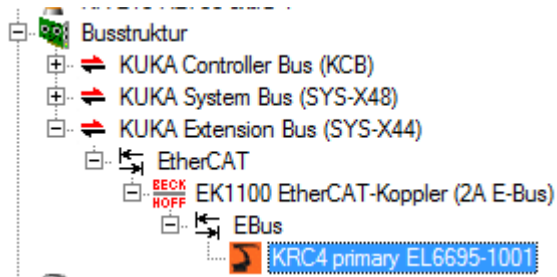 Busstruktur
KUKA Controller Bus (KCB)
KUKA System Bus (SYS-X48)
KUKA Extension Bus (SYS-X44)
EtherCAT
BECK HOFF EK1100 EtherCAT-Koppler (2A E-Bus)
EBus
KRC4 primary EL6695-1001